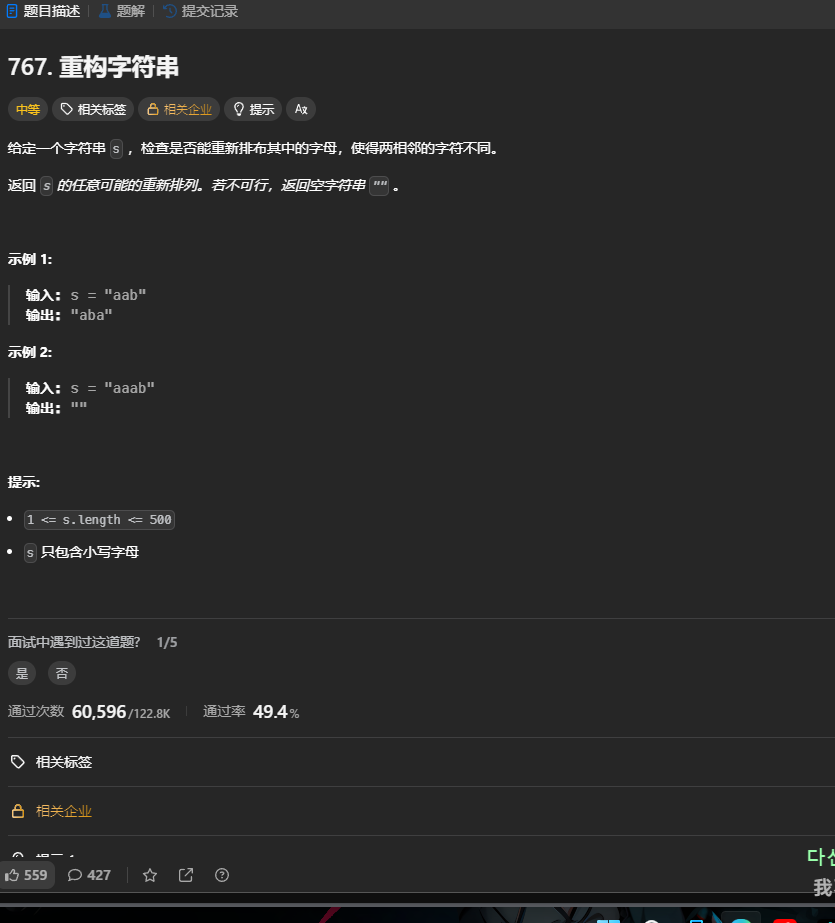 题目描述 题解 提交记录
767. 重构字符串
中等 相关标签 相关企业 提示
给定一个字符串 s ，检查是否能重新排布其中的字母，使得两相邻的字符不同。
返回 s 的任意可能的重新排列。若不可行，返回空字符串 "" 。
示例 1:
输入: s = "aab"
输出: "aba"
示例 2:
输入: s = "aaab"
输出: ""
提示:
1 <= s.length <= 500
s 只包含小写字母
面试中遇到过这道题? 1/5
是 否
通过次数 60,596/122.8K 通过率 49.4%
相关标签
相关企业
559 427
다
我